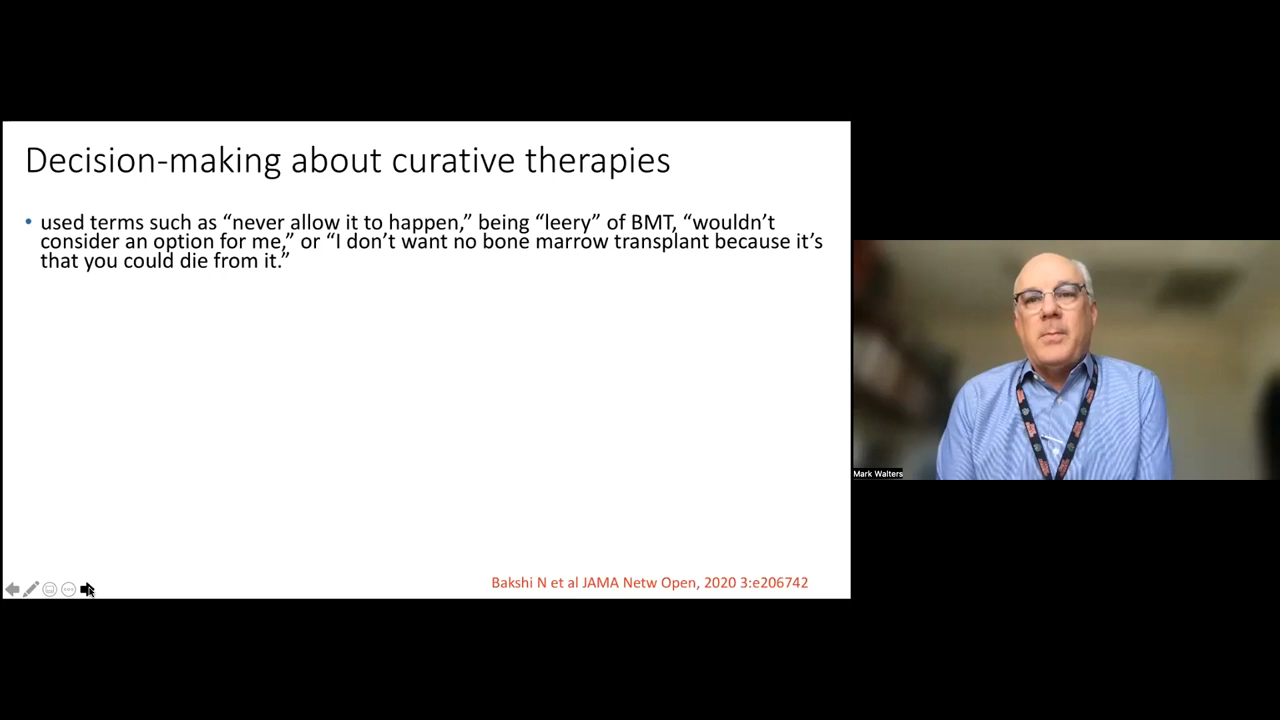 Decision-making about curative therapies
• used terms such as “never allow it to happen,” being “leery” of BMT, “wouldn’t
consider an option for me,” or “I don’t want no bone marrow transplant because it’s
that you could die from it.”
Bakshi N et al JAMA Netw Open, 2020 3:e206742
Mark Walters